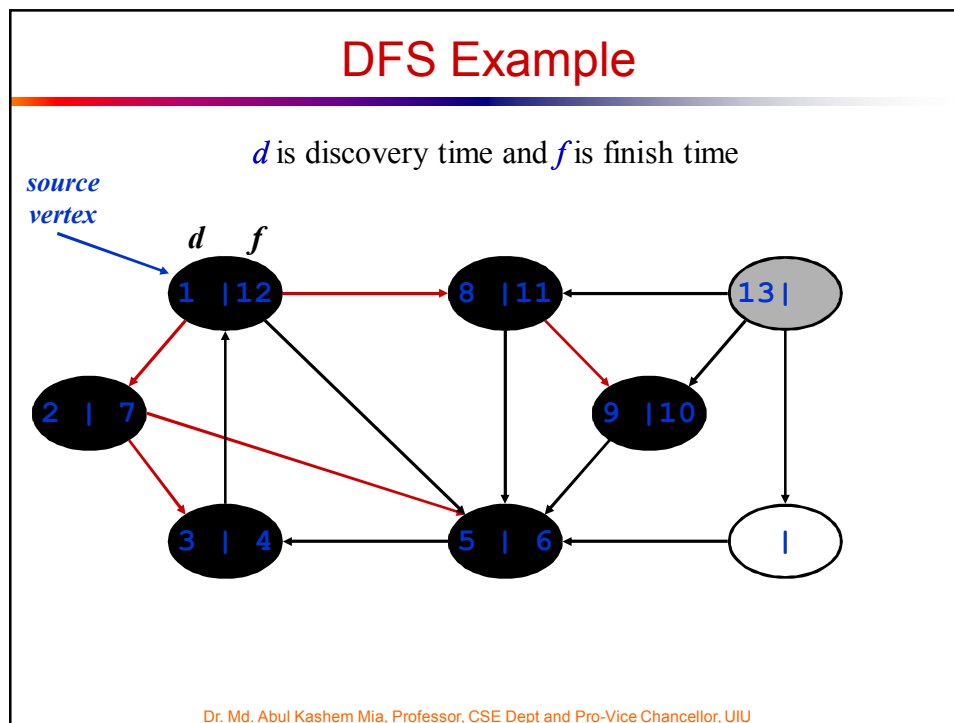 DFS Example
d is discovery time and f is finish time
source
vertex
d f
1 |12 8 |11 13|
2 | 7 9 |10
3 | 4 5 | 6 |
Dr. Md. Abul Kashem Mia, Professor, CSE Dept and Pro-Vice Chancellor, UIU